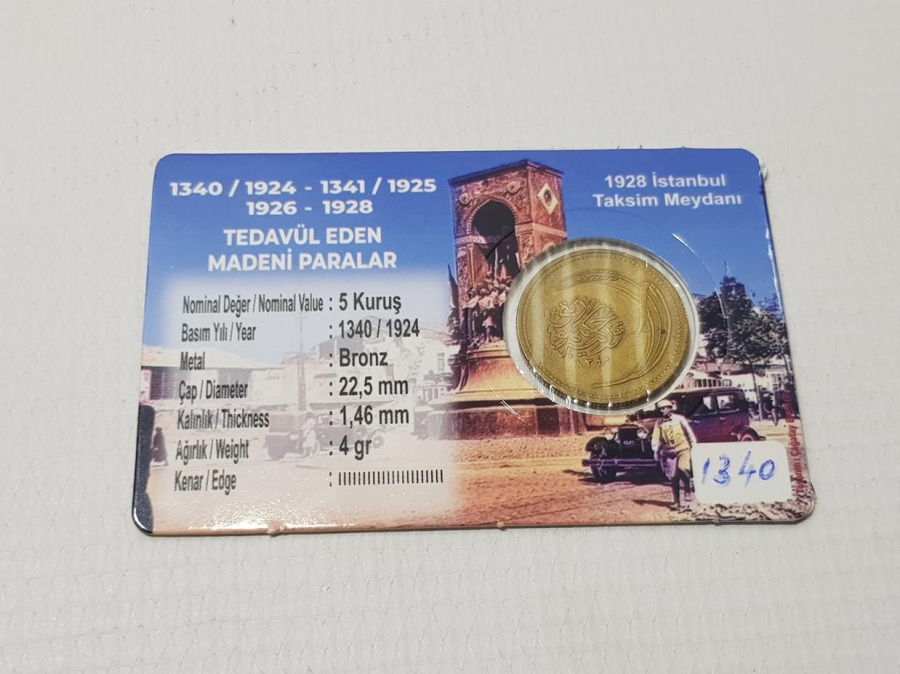 1340 / 1924 - 1341 / 1925
1926 - 1928
TEDAVÜL EDEN
MADENİ PARALAR
Nominal Değer / Nominal Value : 5 Kuruş
Basım Yılı / Year : 1340 / 1924
Metal : Bronz
Çap / Diameter : 22,5 mm
Kalınlık / Thickness : 1,46 mm
Ağırlık / Weight : 4 gr
Kenar / Edge :
1928 İstanbul
Taksim Meydanı
١٣٤٠
1340